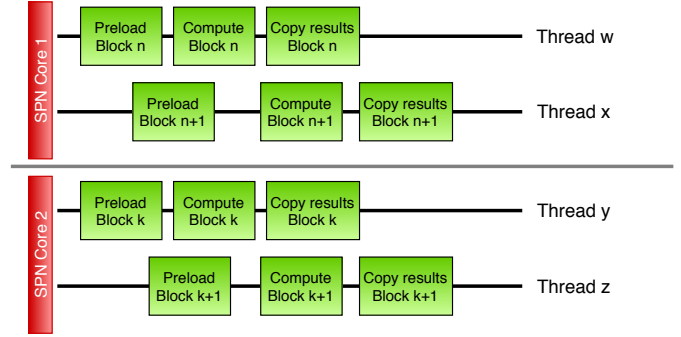 SPN Core 1
Preload
Block n
Compute
Block n
Copy results
Block n
Thread w
Preload
Block n+1
Compute
Block n+1
Copy results
Block n+1
Thread x
SPN Core 2
Preload
Block k
Compute
Block k
Copy results
Block k
Thread y
Preload
Block k+1
Compute
Block k+1
Copy results
Block k+1
Thread z